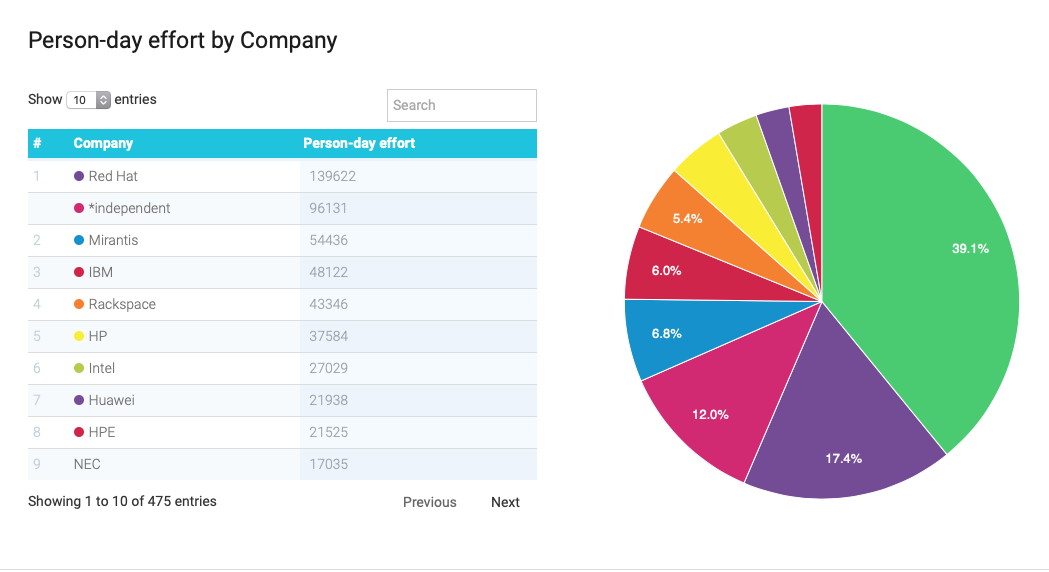 Person-day effort by Company
Show 10 entries
Search
# Company Person-day effort
1 Red Hat 139622
*independent 96131
2 Mirantis 54436
3 IBM 48122
4 Rackspace 43346
5 HP 37584
6 Intel 27029
7 Huawei 21938
8 HPE 21525
9 NEC 17035
Showing 1 to 10 of 475 entries
Previous Next
39.1%
5.4%
6.0%
6.8%
12.0%
17.4%